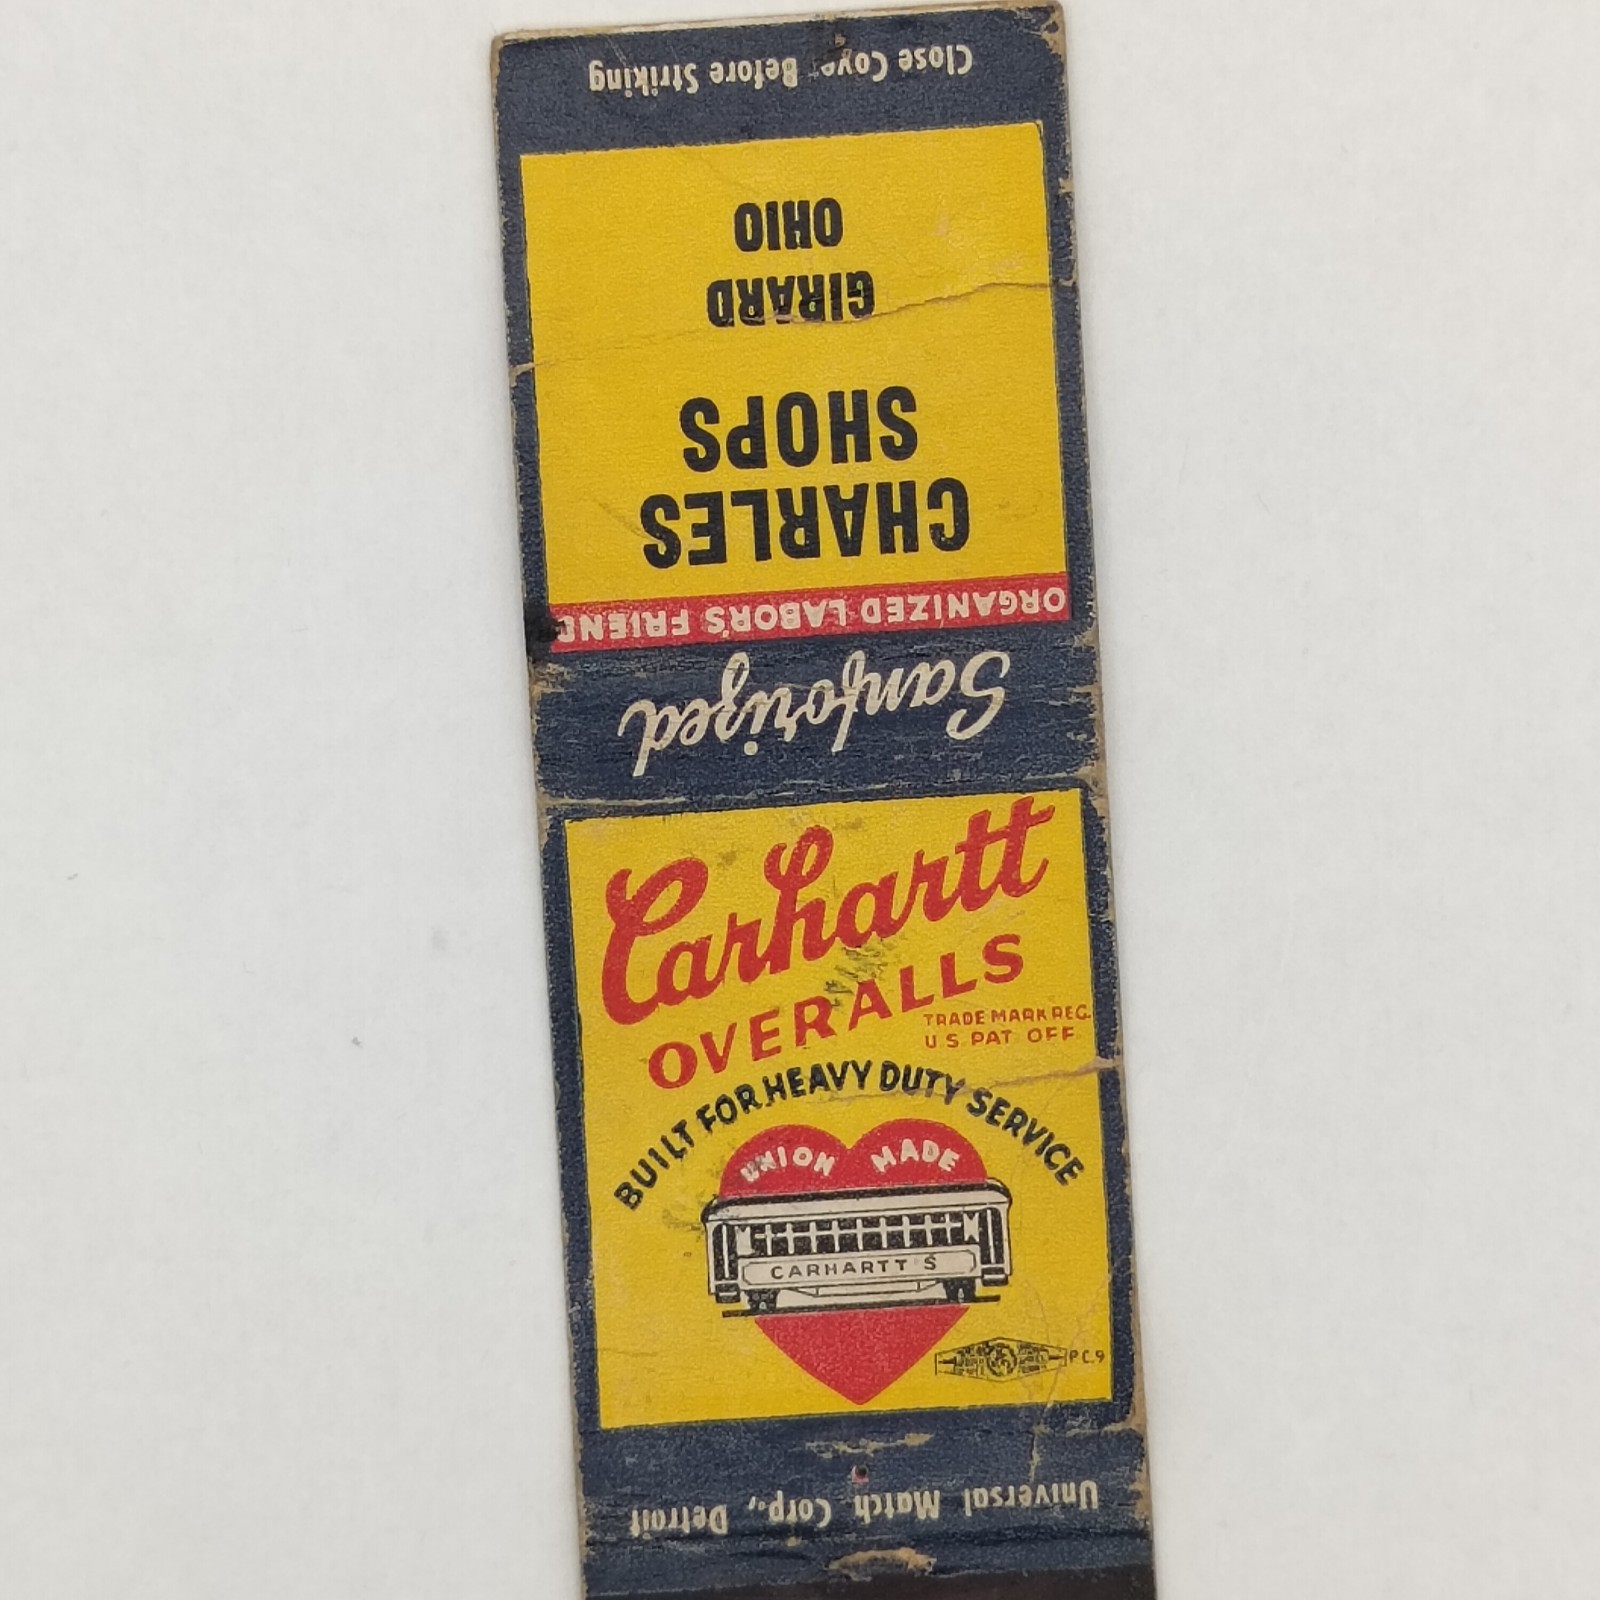 Close Cover Before Striking
OHIO
GIRARD
SHOPS
CHARLES
ORGANIZED LABOR'S FRIEND
Sanforized
Carhartt
OVERALLS
TRADE MARK REG.
U S PAT OFF
BUILT FOR HEAVY DUTY SERVICE
UNION MADE
CARHARTT'S
P.C.9
Universal Match Corp., Detroit